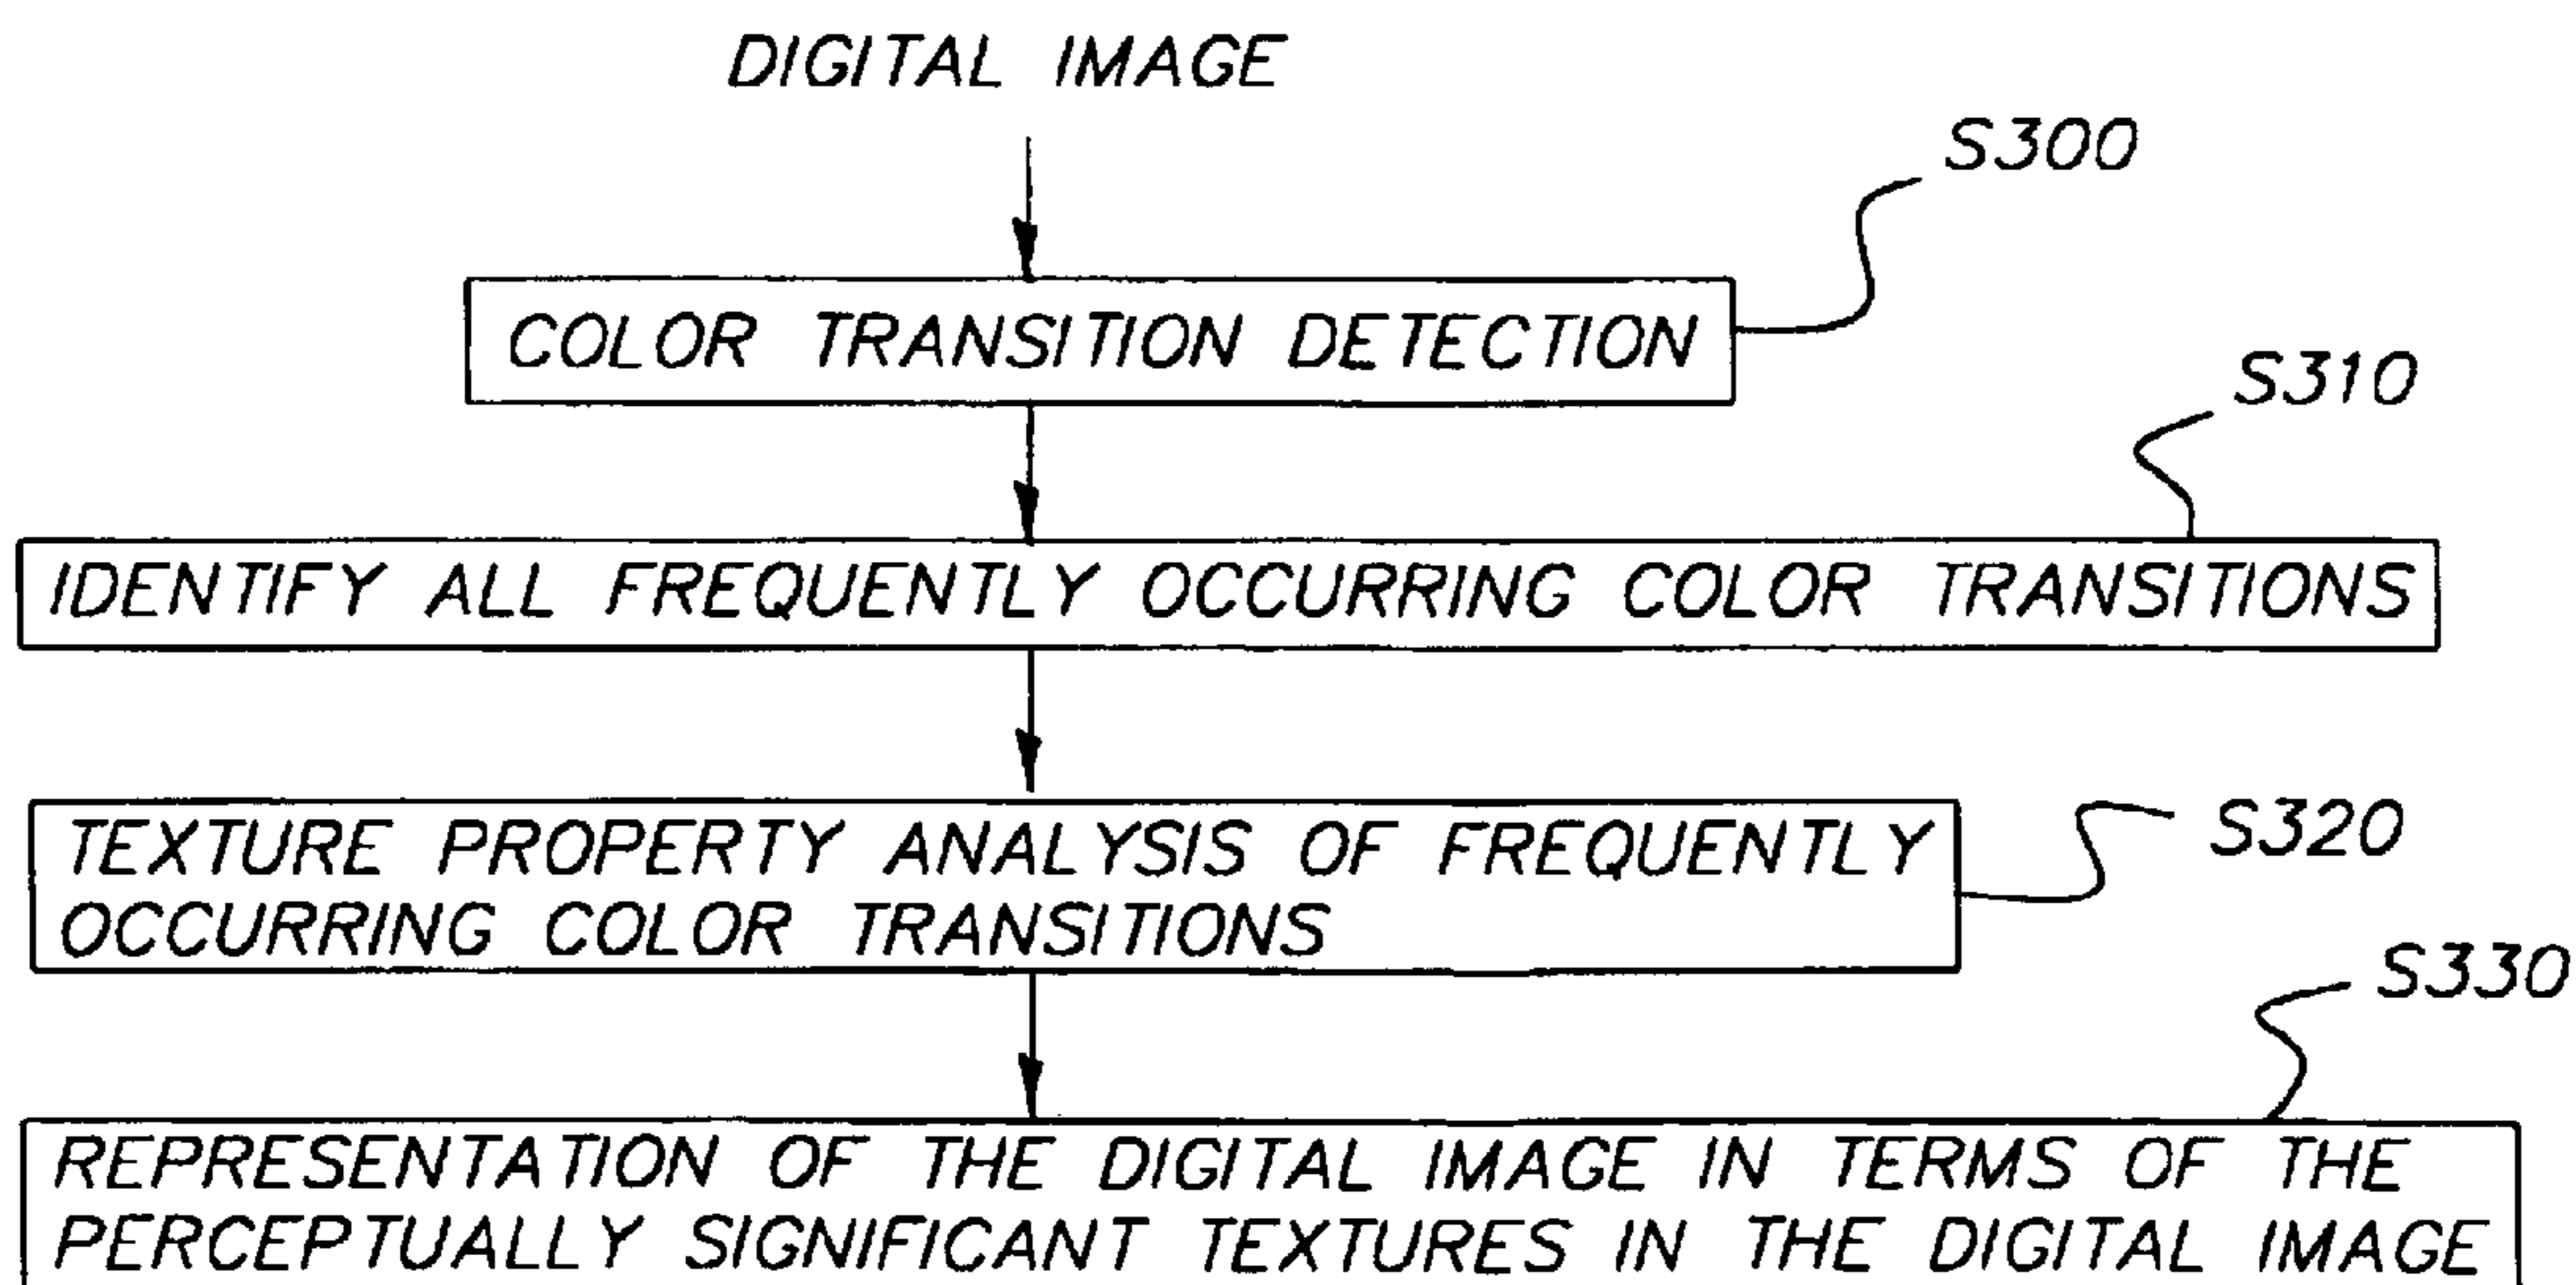 DIGITAL IMAGE
S300
COLOR TRANSITION DETECTION
S310
IDENTIFY ALL FREQUENTLY OCCURRING COLOR TRANSITIONS
TEXTURE PROPERTY ANALYSIS OF FREQUENTLY
OCCURRING COLOR TRANSITIONS
S320
S330
REPRESENTATION OF THE DIGITAL IMAGE IN TERMS OF THE
PERCEPTUALLY SIGNIFICANT TEXTURES IN THE DIGITAL IMAGE